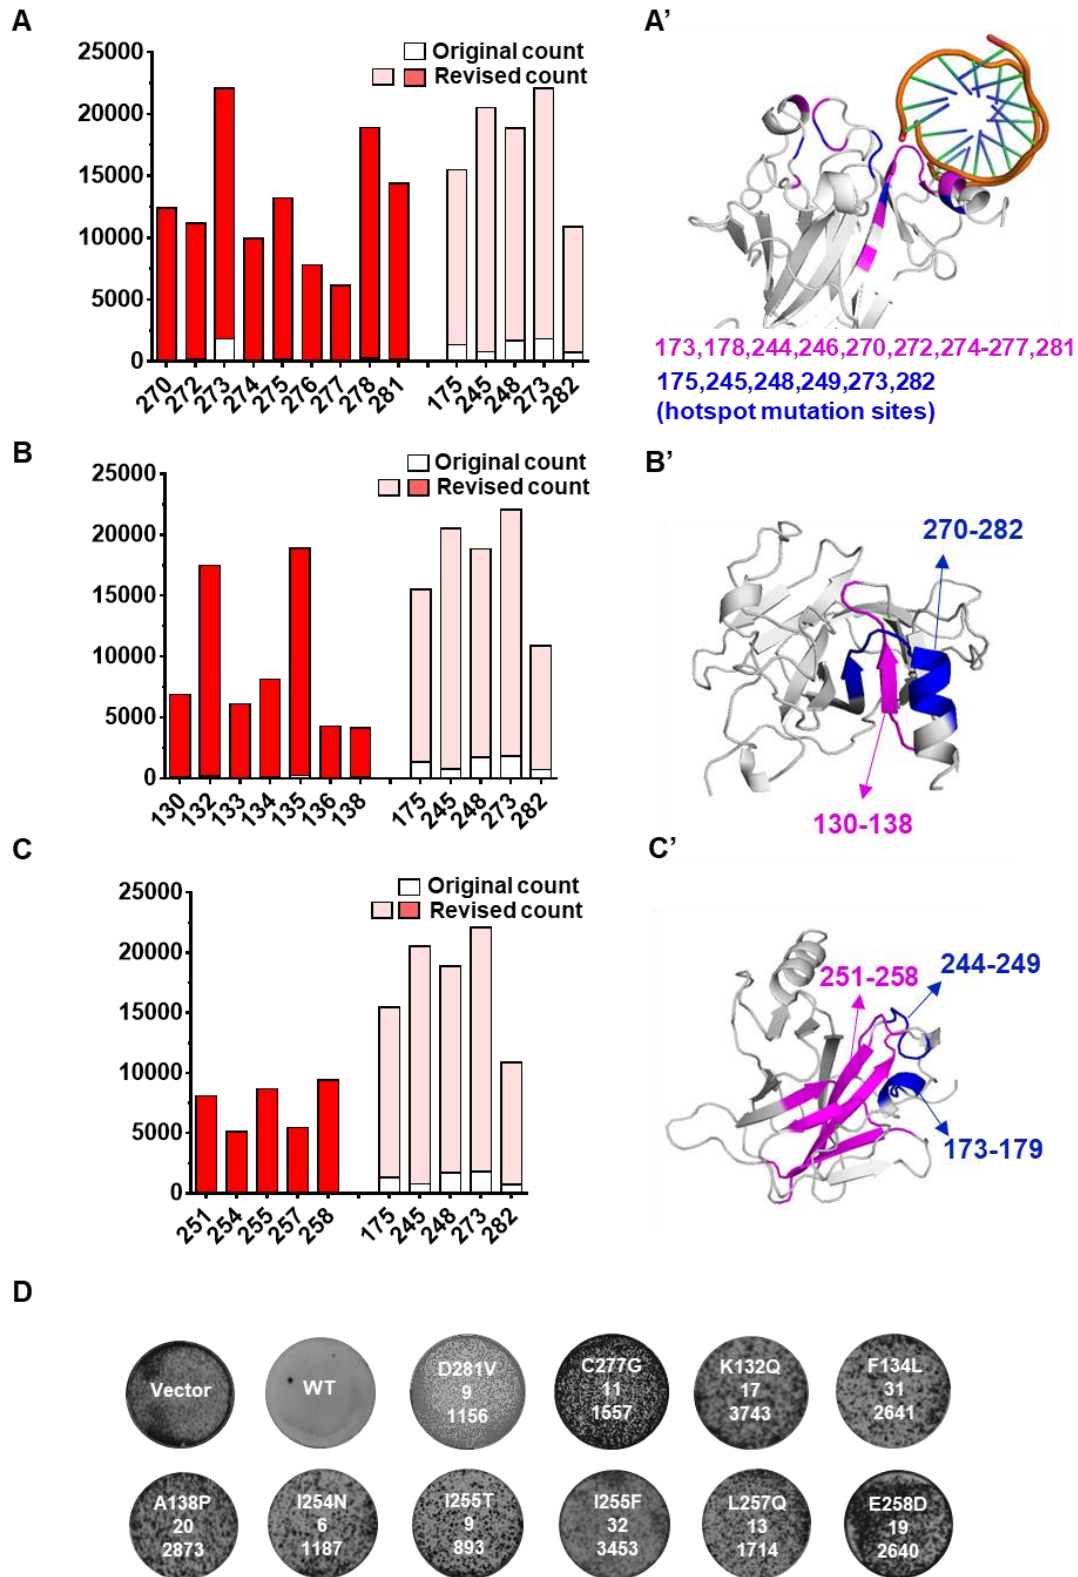 A
25000
20000
15000
10000
5000
0
Original count
Revised count
270 272 273 274 275 276 277 278 281 175 245 248 273 282
A’
173,178,244,246,270,272,274-277,281
175,245,248,249,273,282
(hotspot mutation sites)
B
25000
20000
15000
10000
5000
0
Original count
Revised count
130 132 133 134 135 136 138 175 245 248 273 282
B’
270-282
130-138
C
25000
20000
15000
10000
5000
0
Original count
Revised count
251 254 255 257 258 175 245 248 273 282
C’
251-258
244-249
173-179
D
Vector
WT
D281V
9
1156
C277G
11
1557
K132Q
17
3743
F134L
31
2641
A138P
20
2873
I254N
6
1187
I255T
9
893
I255F
32
3453
L257Q
13
1714
E258D
19
2640